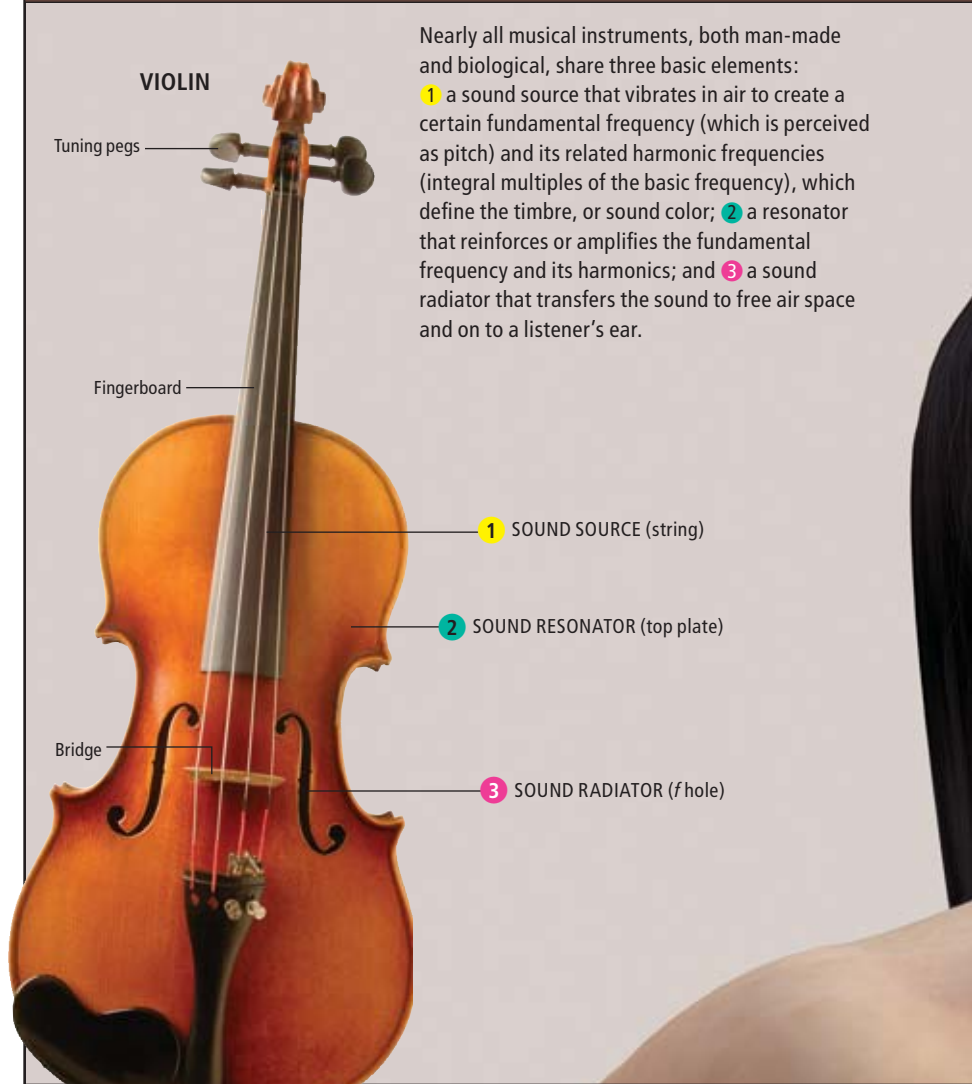 Nearly all musical instruments, both man-made
and biological, share three basic elements:
1 a sound source that vibrates in air to create a
certain fundamental frequency (which is perceived
as pitch) and its related harmonic frequencies
(integral multiples of the basic frequency), which
define the timbre, or sound color; 2 a resonator
that reinforces or amplifies the fundamental
frequency and its harmonics; and 3 a sound
radiator that transfers the sound to free air space
and on to a listener’s ear.
VIOLIN
Tuning pegs
Fingerboard
1 SOUND SOURCE (string)
2 SOUND RESONATOR (top plate)
Bridge
3 SOUND RADIATOR (f hole)